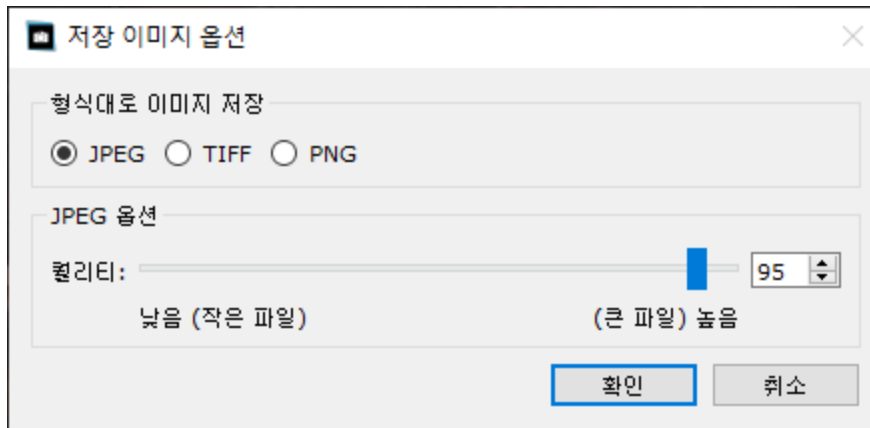 저장 이미지 옵션
형식대로 이미지 저장
JPEG TIFF PNG
JPEG 옵션
퀄리티: 95
낮음 (작은 파일) (큰 파일) 높음
확인 취소